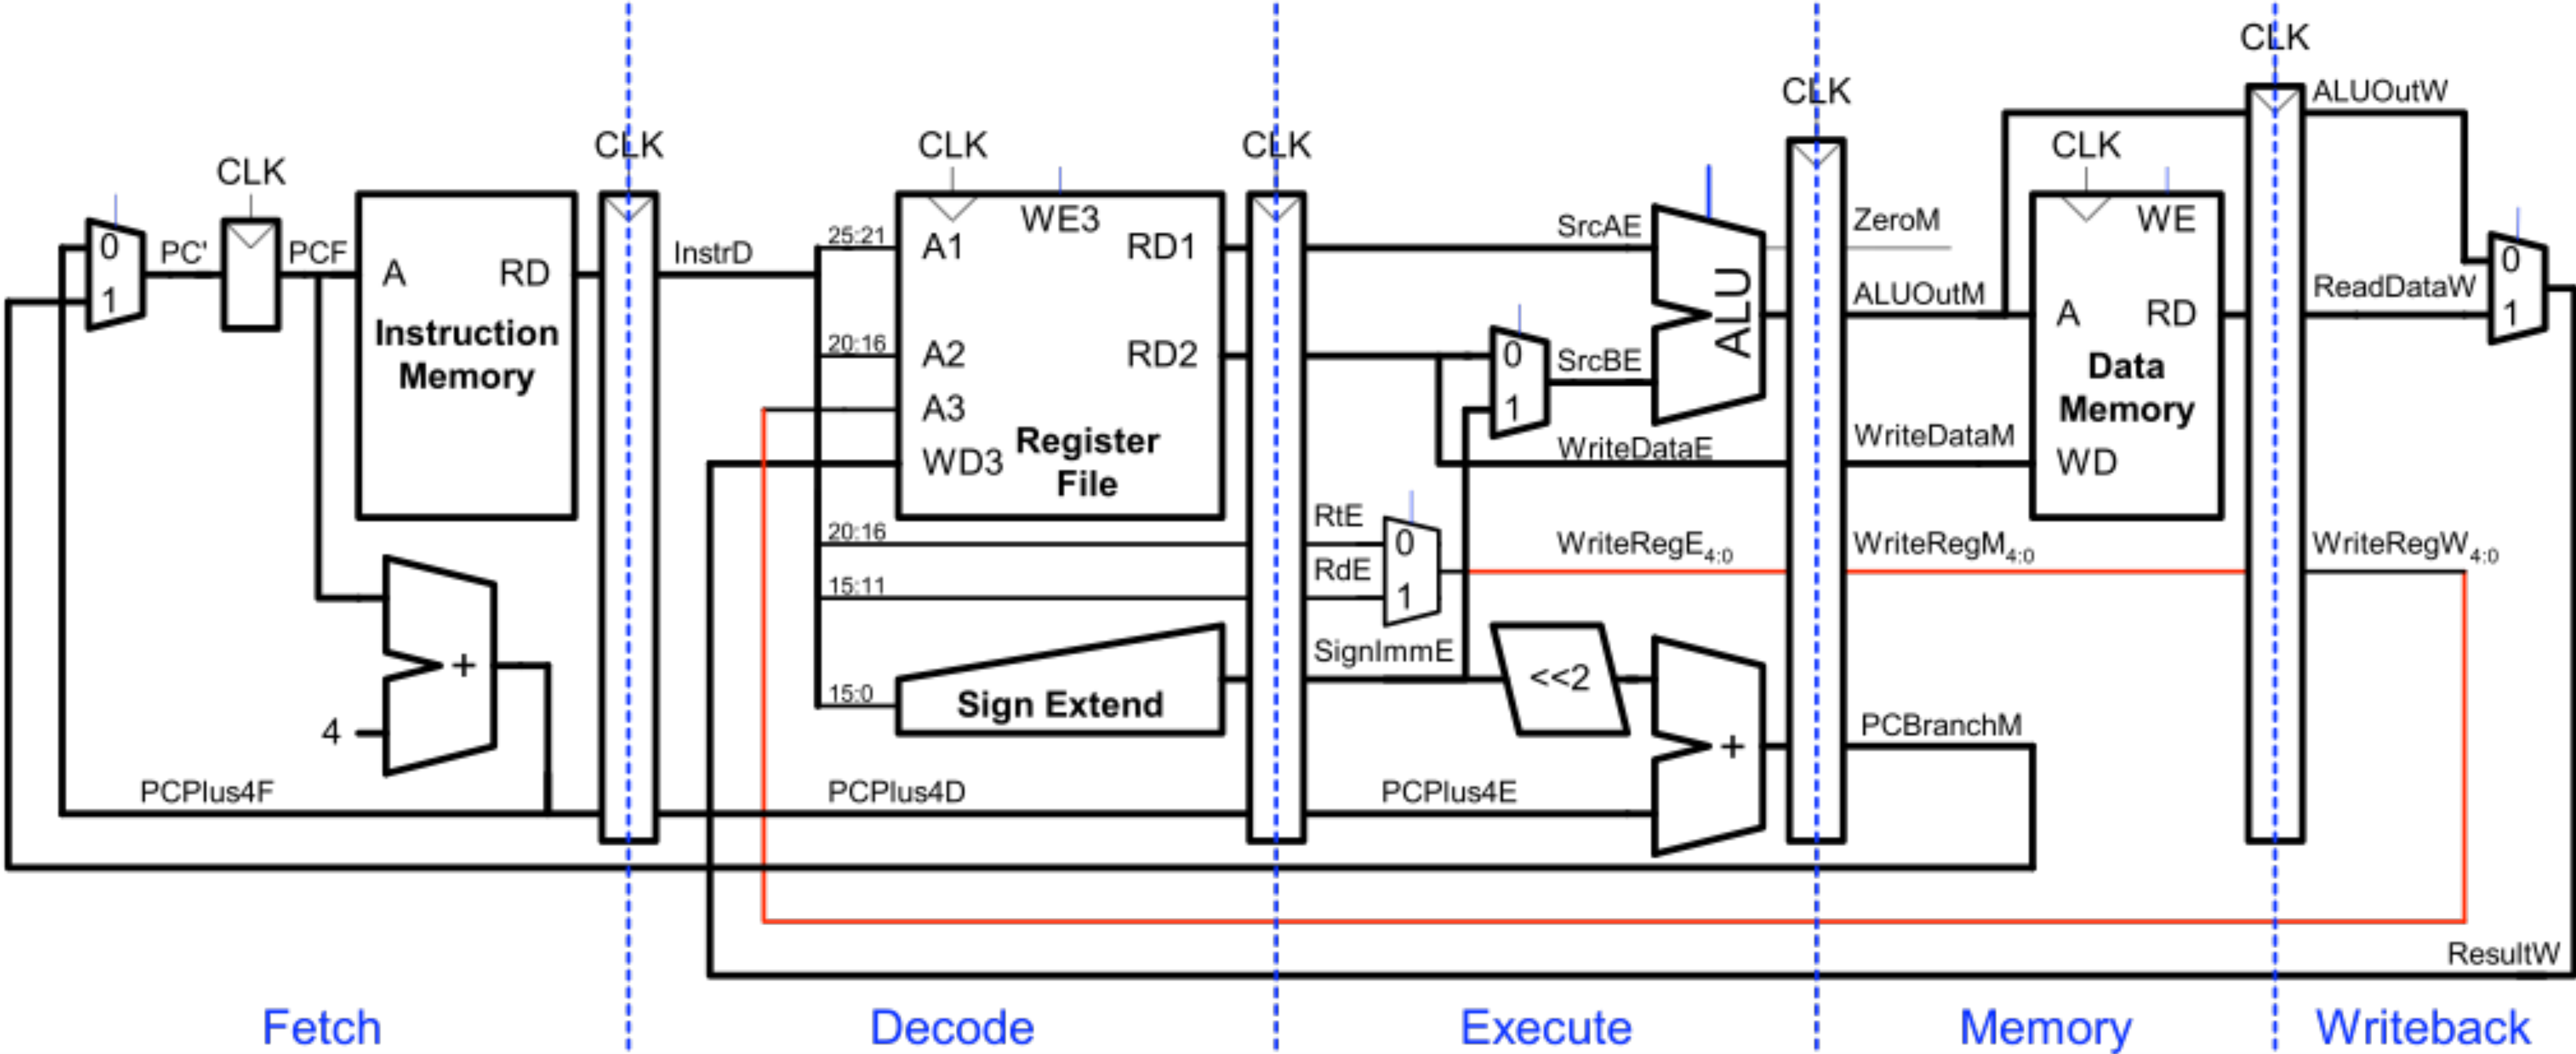 CLK
CLK
ALUOutW
CLK
CLK
CLK
CLK
CLK
WE3
WE
0
PC'
PCF
A
RD
InstrD
25:21
A1
RD1
SrcAE
ZeroM
0
1
Instruction
Memory
20:16
A2
RD2
0
SrcBE
ALU
ALUOutM
A
RD
ReadDataW
1
A3
1
Data
Memory
WD3
Register
File
WriteDataE
WriteDataM
WD
20:16
RtE
0
WriteRegE4:0
WriteRegM4:0
WriteRegW4:0
15:11
RdE
1
+
4
15:0
Sign Extend
SignImmE
<<2
+
PCBranchM
PCPlus4F
PCPlus4D
PCPlus4E
ResultW
Fetch
Decode
Execute
Memory
Writeback